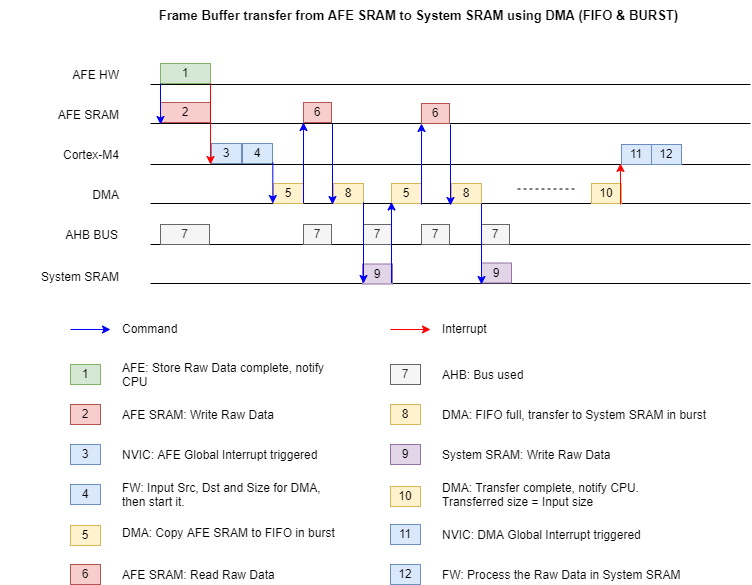 Frame Buffer transfer from AFE SRAM to System SRAM using DMA (FIFO & BURST)
AFE HW
1
AFE SRAM
2
6
6
Cortex-M4
3
4
11
12
DMA
5
8
5
8
10
AHB BUS
7
7
7
7
7
System SRAM
9
9
Command
Interrupt
1
AFE: Store Raw Data complete, notify
CPU
7
AHB: Bus used
2
AFE SRAM: Write Raw Data
8
DMA: FIFO full, transfer to System SRAM in burst
3
NVIC: AFE Global Interrupt triggered
9
System SRAM: Write Raw Data
4
FW: Input Src, Dst and Size for DMA,
then start it.
10
DMA: Transfer complete, notify CPU.
Transferred size = Input size
5
DMA: Copy AFE SRAM to FIFO in burst
11
NVIC: DMA Global Interrupt triggered
6
AFE SRAM: Read Raw Data
12
FW: Process the Raw Data in System SRAM